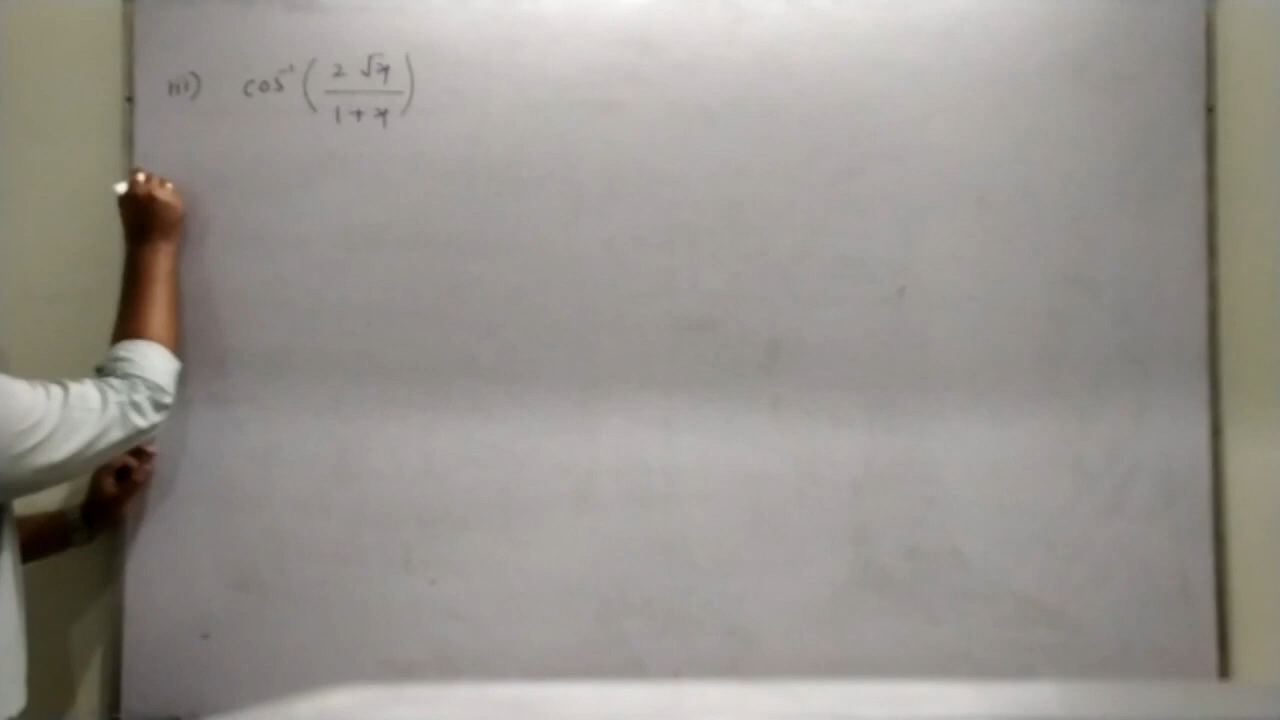 iii) cos⁻¹ (2 √x / 1 + x)